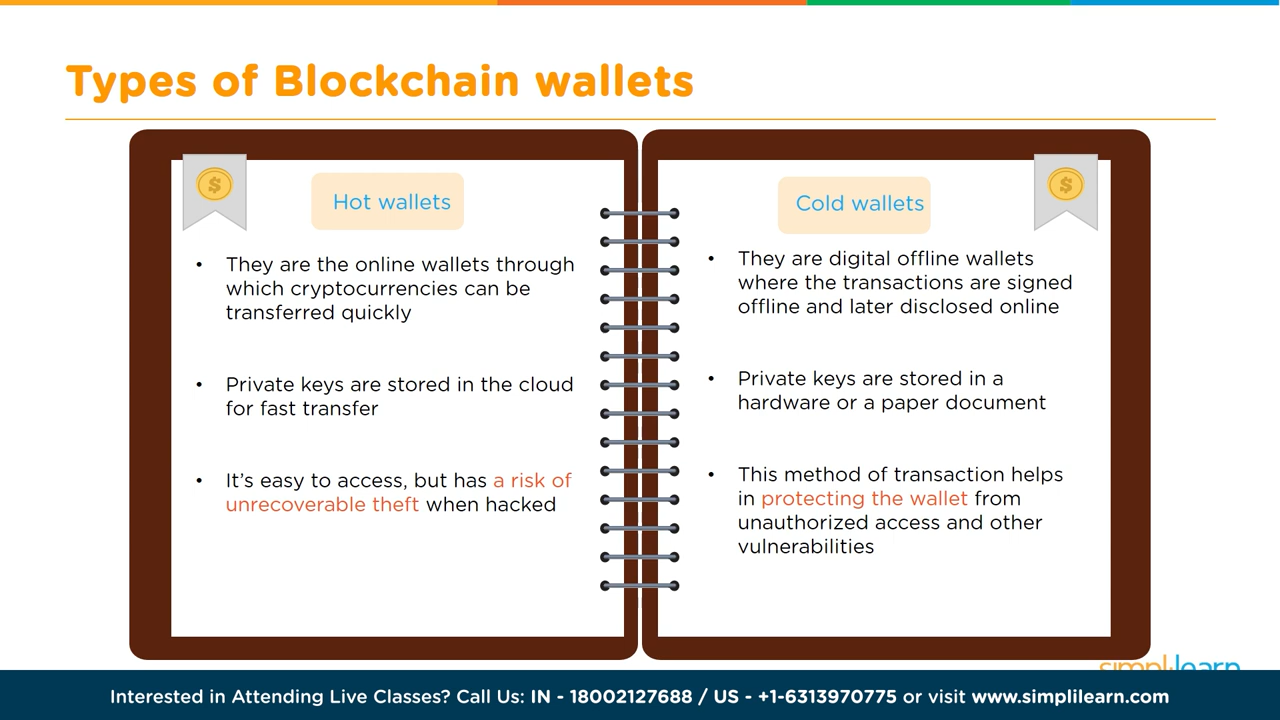 Types of Blockchain wallets
Hot wallets
• They are the online wallets through
which cryptocurrencies can be
transferred quickly
• Private keys are stored in the cloud
for fast transfer
• It’s easy to access, but has a risk of
unrecoverable theft when hacked
Cold wallets
• They are digital offline wallets
where the transactions are signed
offline and later disclosed online
• Private keys are stored in a
hardware or a paper document
• This method of transaction helps
in protecting the wallet from
unauthorized access and other
vulnerabilities
simplilearn
Interested in Attending Live Classes? Call Us: IN - 18002127688 / US - +1-6313970775 or visit www.simplilearn.com